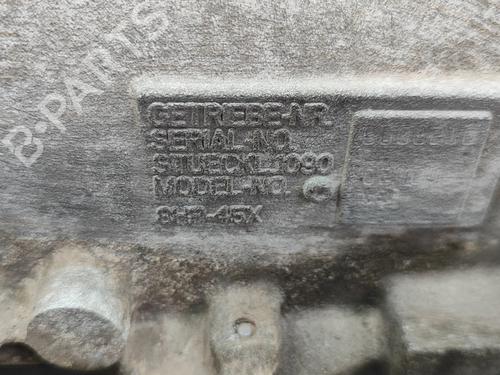 B-PARTS
GETRIEBE-NR.
SERIAL-NO.
STUECKL.1090
MODEL-NO.
8HP-45X